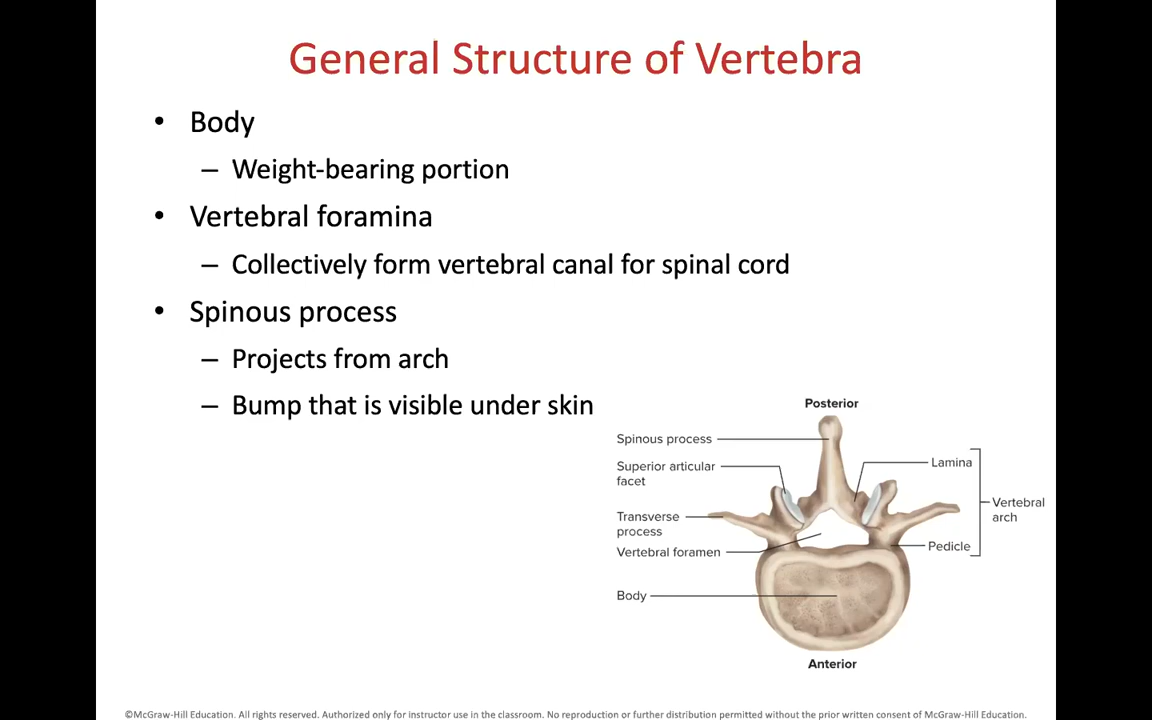 General Structure of Vertebra
• Body
– Weight-bearing portion
• Vertebral foramina
– Collectively form vertebral canal for spinal cord
• Spinous process
– Projects from arch
– Bump that is visible under skin
Posterior
Spinous process
Superior articular
facet
Transverse
process
Vertebral foramen
Body
Lamina
Vertebral
arch
Pedicle
Anterior
©McGraw-Hill Education. All rights reserved. Authorized only for instructor use in the classroom. No reproduction or further distribution permitted without the prior written consent of McGraw-Hill Education.